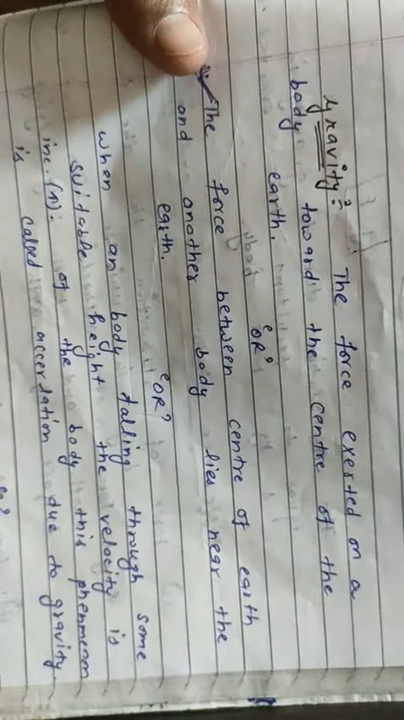 Gravity:- The force exerted on a
body toward the centre of the
earth.
"OR"
The force between centre of earth
and another body lies near the
earth.
"OR"
When an body falling through some
suitable height the velocity is
inc. (↑). of the body this phenmenon
is called accerlation due to gravity